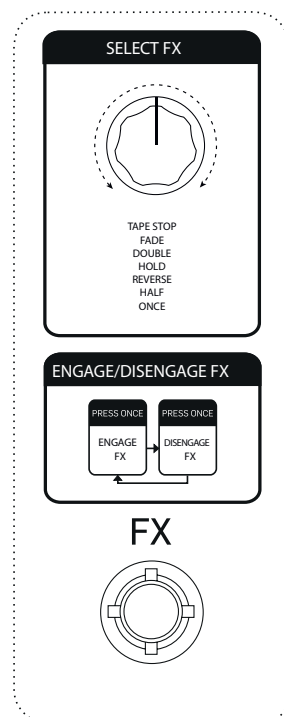 SELECT FX
TAPE STOP
FADE
DOUBLE
HOLD
REVERSE
HALF
ONCE
ENGAGE/DISENGAGE FX
PRESS ONCE
ENGAGE
FX
PRESS ONCE
DISENGAGE
FX
FX